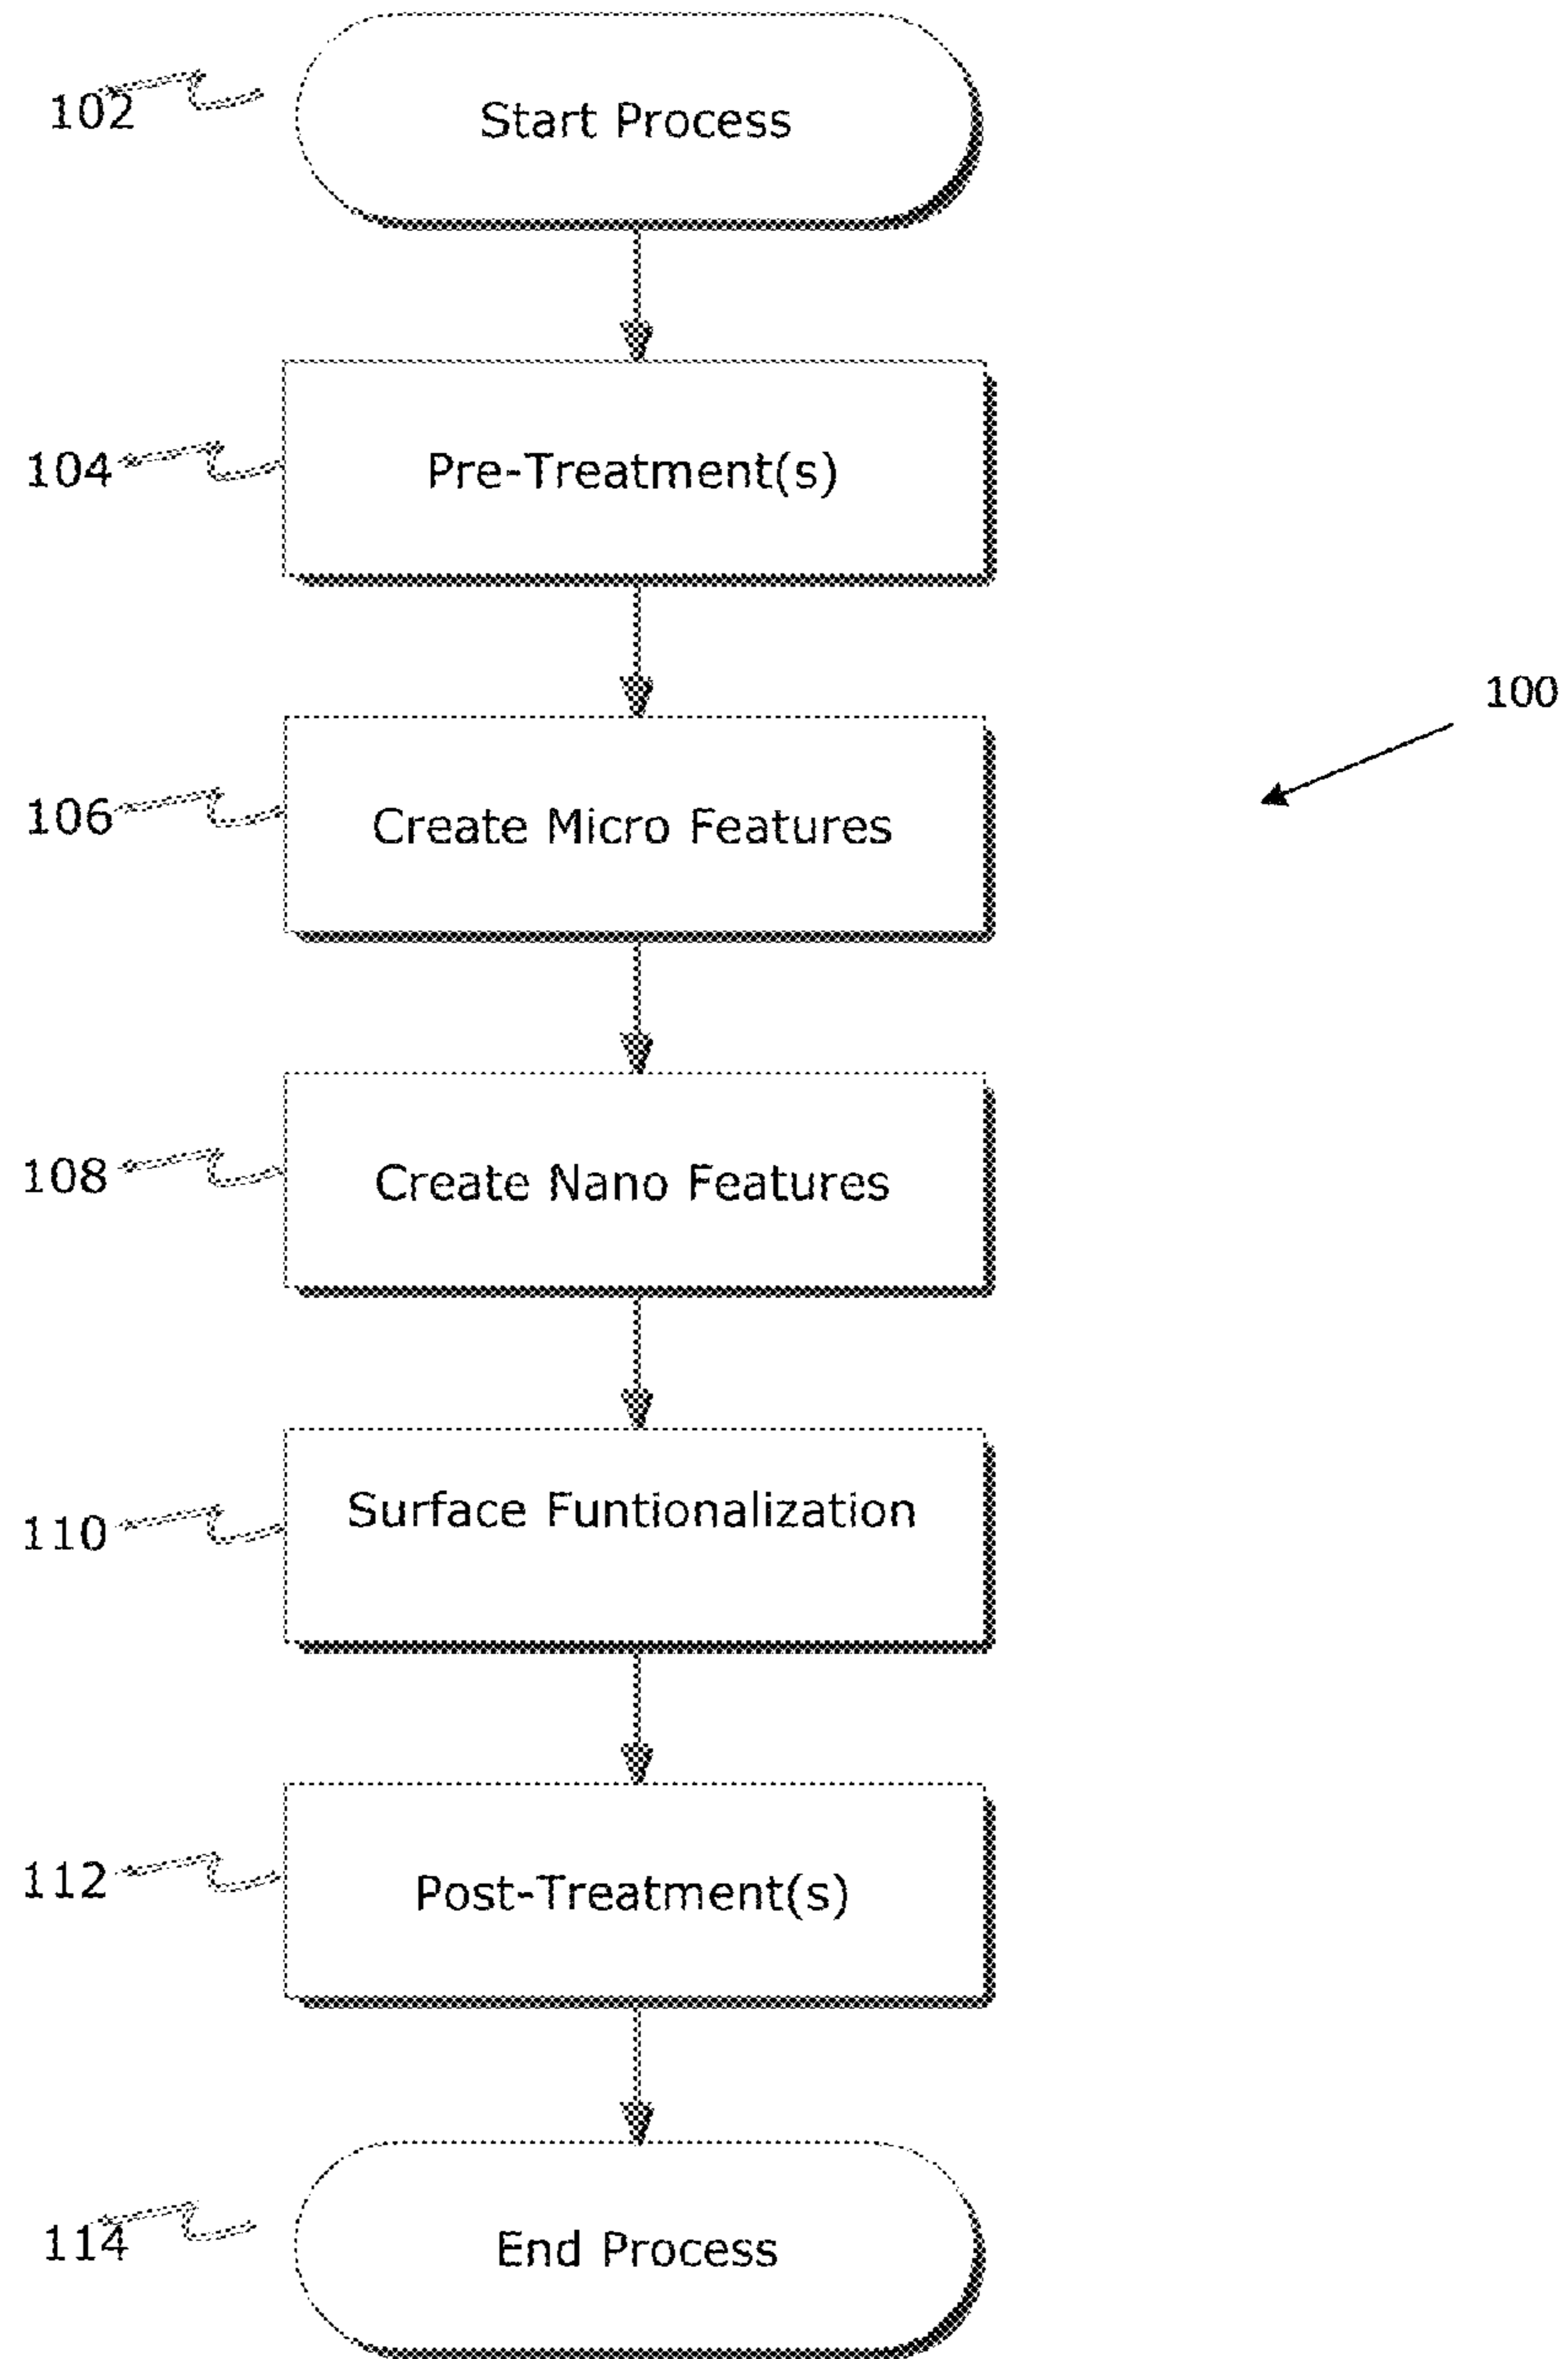 102
Start Process
104
Pre-Treatment(s)
100
106
Create Micro Features
108
Create Nano Features
110
Surface Funtionalization
112
Post-Treatment(s)
114
End Process